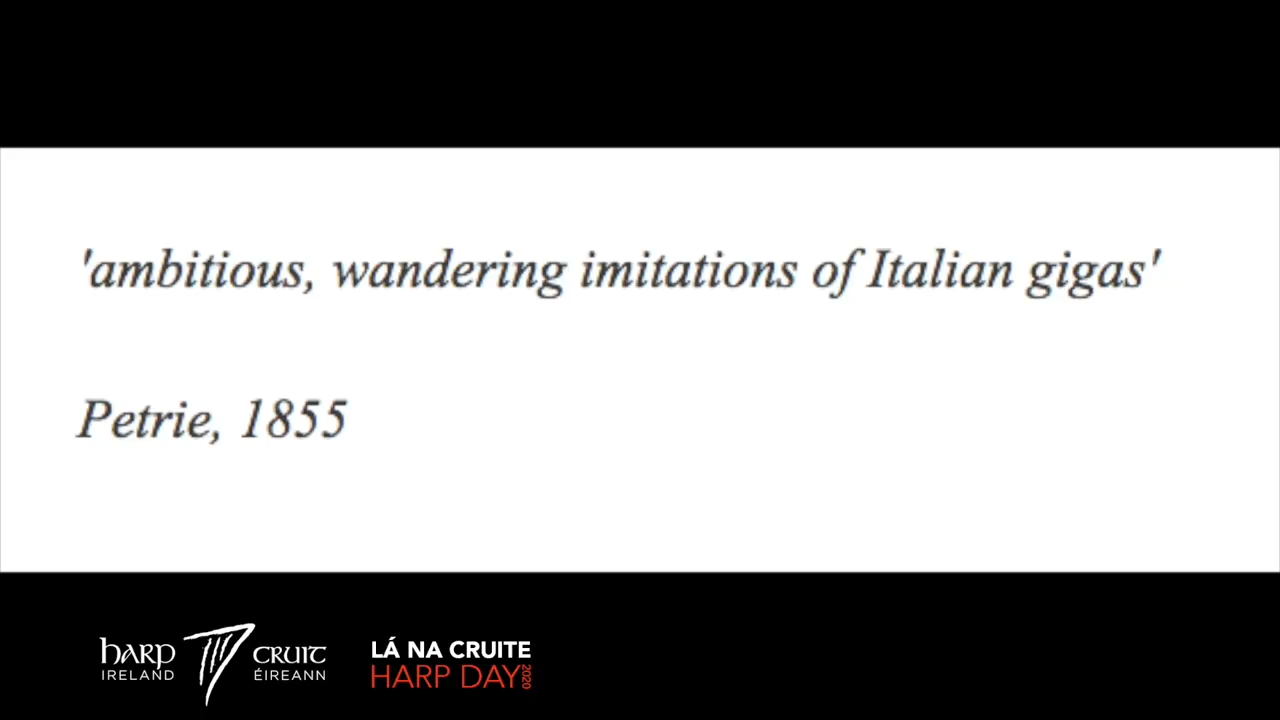 'ambitious, wandering imitations of Italian gigas'
Petrie, 1855
harp
IRELAND
cruit
ÉIREANN
LÁ NA CRUITE
HARP DAY 2020